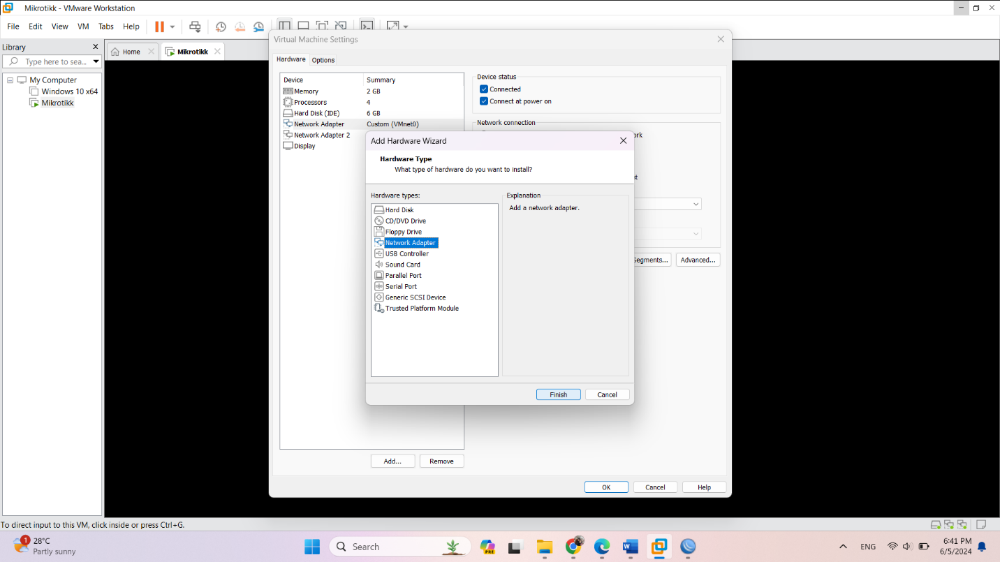 Mikrotikk - VMware Workstation
File Edit View VM Tabs Help
Library
Type here to sea...
My Computer
Windows 10 x64
Mikrotikk
Home
Mikrotikk
Virtual Machine Settings
Hardware Options
Device Summary
Memory 2 GB
Processors 4
Hard Disk (IDE) 6 GB
Network Adapter Custom (VMnet0)
Network Adapter 2
Display
Device status
Connected
Connect at power on
Network connection
ork
st
Segments... Advanced...
Add Hardware Wizard
Hardware Type
What type of hardware do you want to install?
Hardware types:
Hard Disk
CD/DVD Drive
Floppy Drive
Network Adapter
USB Controller
Sound Card
Parallel Port
Serial Port
Generic SCSI Device
Trusted Platform Module
Explanation
Add a network adapter.
Finish Cancel
Add... Remove
OK Cancel Help
To direct input to this VM, click inside or press Ctrl+G.
1
28°C
Partly sunny
Search
PRE
ENG
6:41 PM
6/5/2024